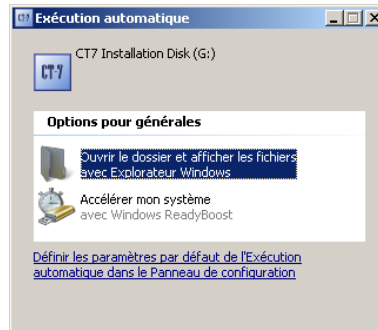 CT7 Exécution automatique
CT7 Installation Disk (G:)
CT-7
Options pour générales
Ouvrir le dossier et afficher les fichiers
avec Explorateur Windows
Accélérer mon système
avec Windows ReadyBoost
Définir les paramètres par défaut de l'Exécution
automatique dans le Panneau de configuration